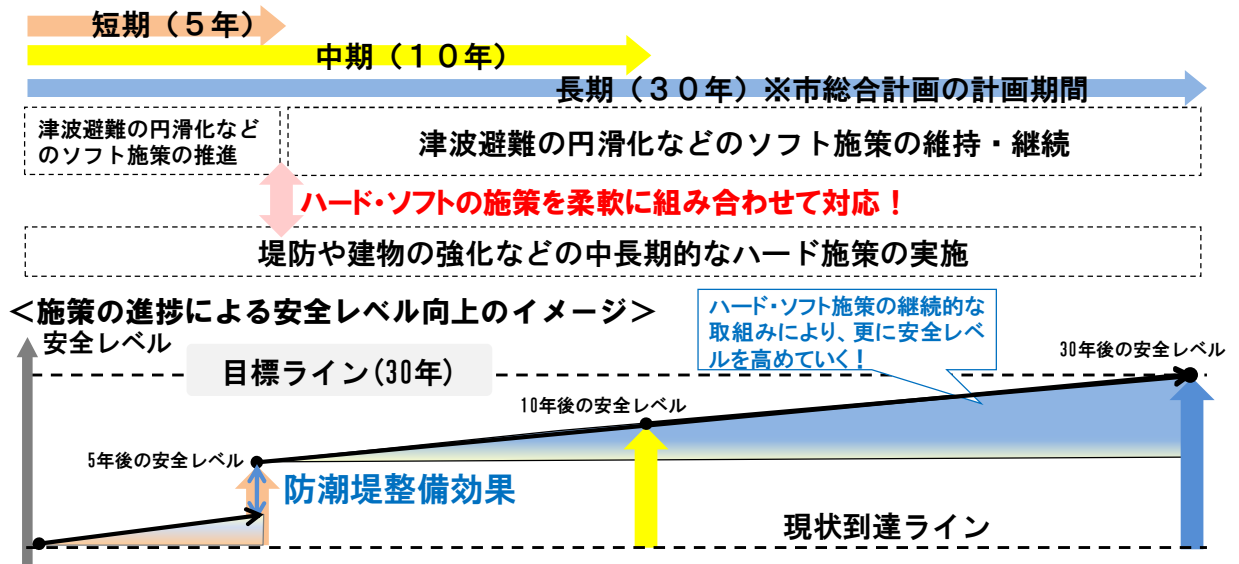 短期（５年）
中期（１０年）
長期（３０年）※市総合計画の計画期間
津波避難の円滑化など
のソフト施策の推進
津波避難の円滑化などのソフト施策の維持・継続
ハード・ソフトの施策を柔軟に組み合わせて対応！
堤防や建物の強化などの中長期的なハード施策の実施
＜施策の進捗による安全レベル向上のイメージ＞
ハード・ソフト施策の継続的な
取組みにより、更に安全レベ
ルを高めていく！
安全レベル
30年後の安全レベル
目標ライン(30年)
10年後の安全レベル
5年後の安全レベル
防潮堤整備効果
現状到達ライン